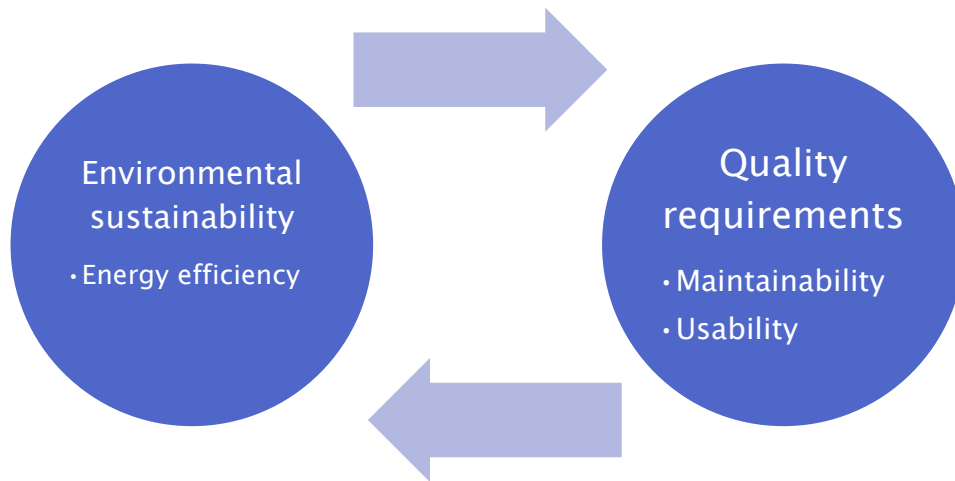 Environmental
sustainability
• Energy efficiency
Quality
requirements
• Maintainability
• Usability